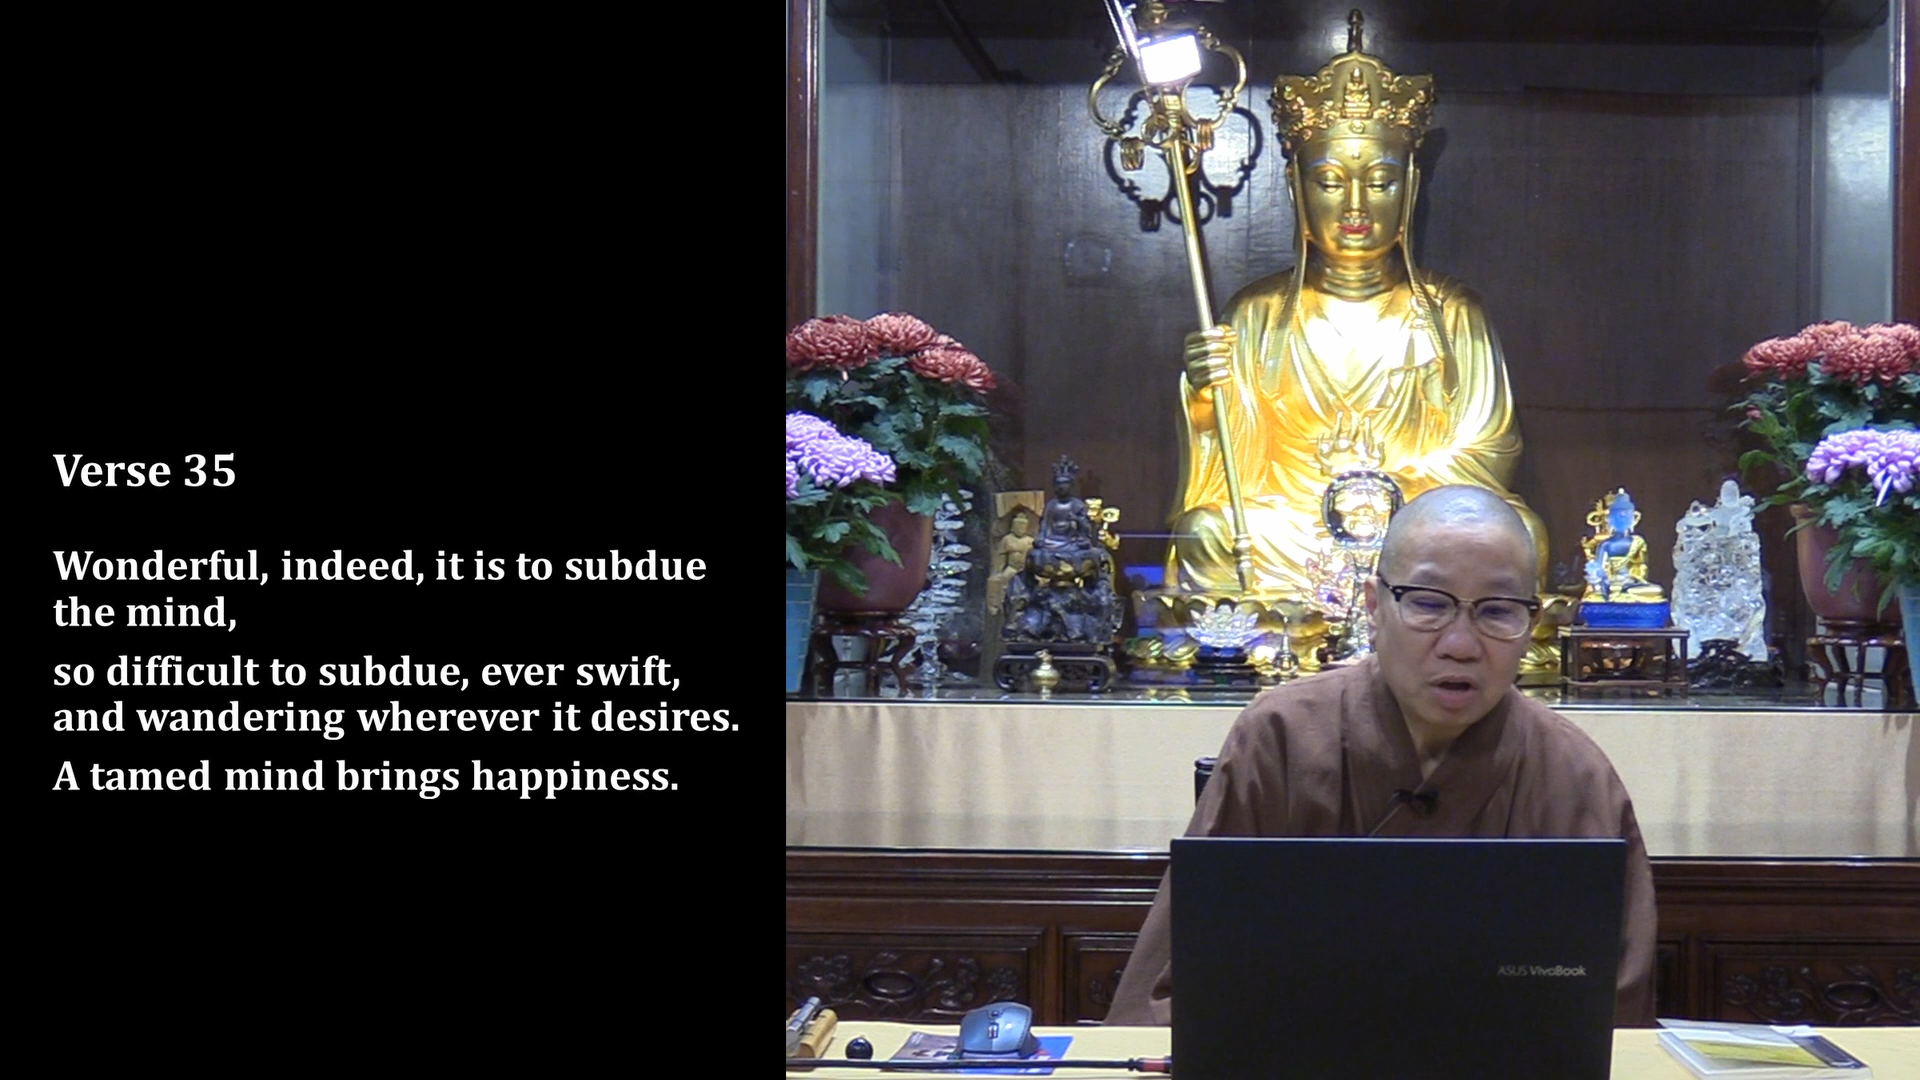 Verse 35
Wonderful, indeed, it is to subdue
the mind,
so difficult to subdue, ever swift,
and wandering wherever it desires.
A tamed mind brings happiness.
ASUS VivoBook